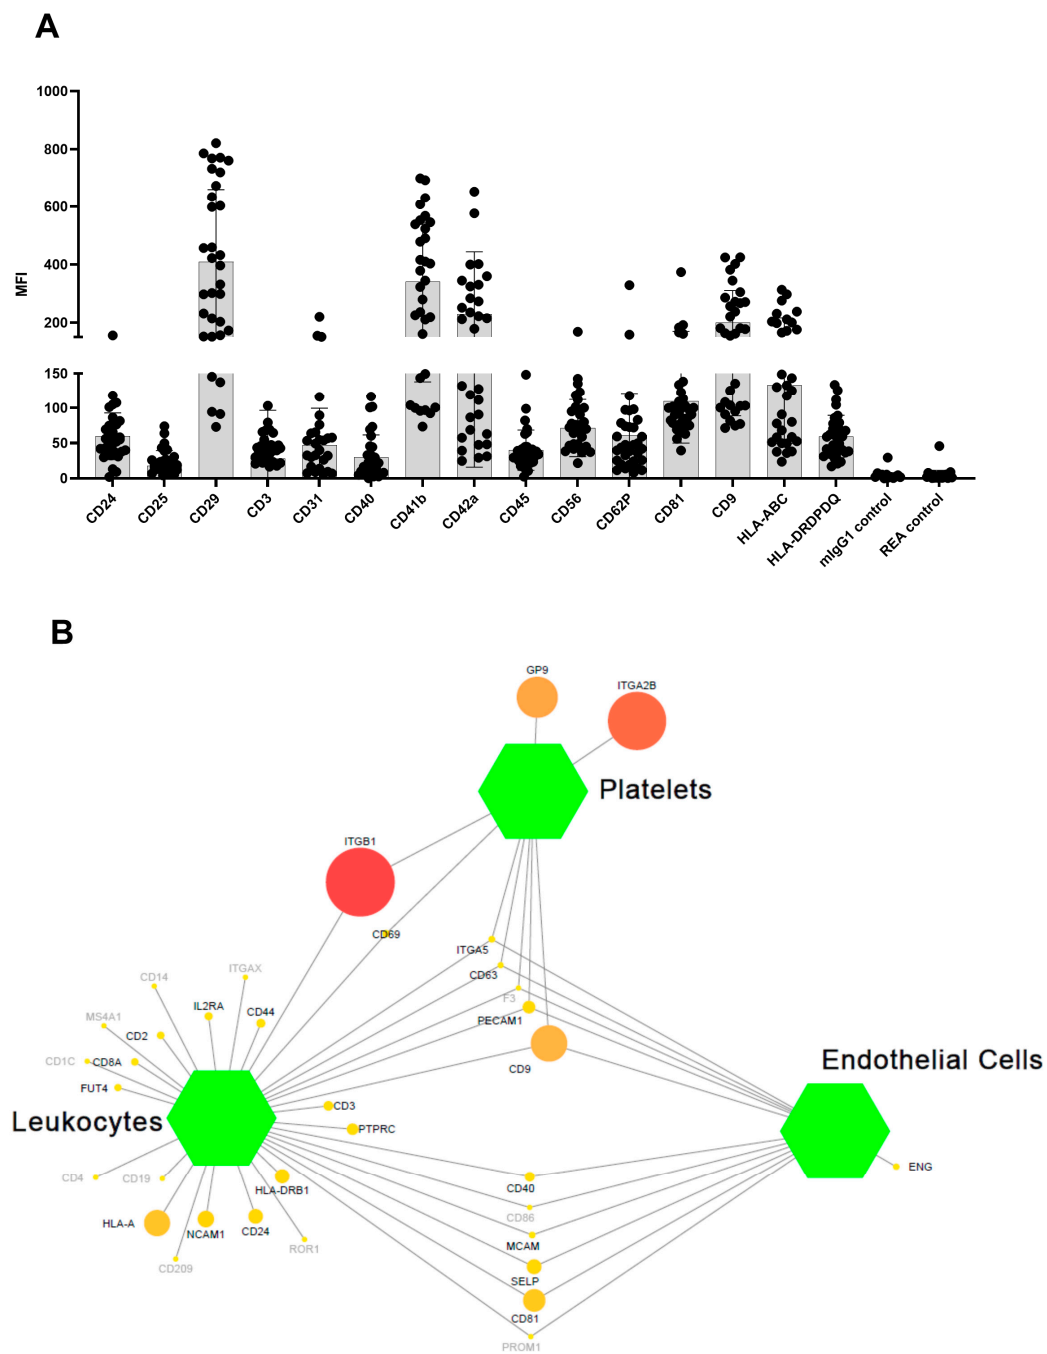 A
1000
800
600
400
200
150
100
50
0
MFI
CD24
CD25
CD29
CD3
CD31
CD40
CD41b
CD42a
CD45
CD56
CD62P
CD81
CD9
HLA-ABC
HLA-DRDPDQ
mIgG1 control
REA control
B
GP9
ITGA2B
Platelets
ITGB1
CD69
ITGA5
CD14
ITGAX
CD63
IL2RA
F3
CD44
MS4A1
PECAM1
CD2
CD1C
CD8A
CD9
Endothelial Cells
FUT4
CD3
Leukocytes
PTPRC
ENG
CD4
CD19
HLA-DRB1
CD40
CD86
HLA-A
NCAM1
CD24
ROR1
MCAM
CD209
SELP
CD81
PROM1